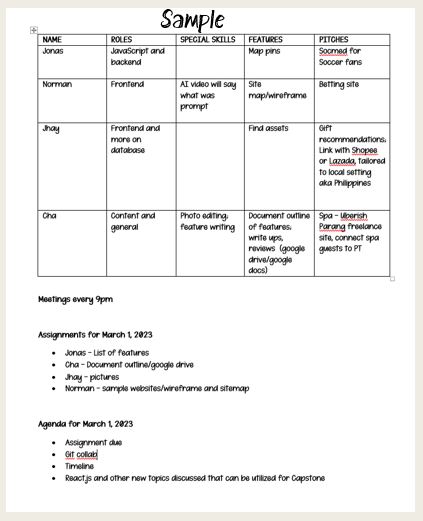 Sample
NAME ROLES SPECIAL SKILLS FEATURES PITCHES
Jonas
JavaScript and
backend
Map pins
Socmed for
Soccer fans
Norman
Frontend
AI video will say
what was
prompt
Site
map/wireframe
Betting site
Jhay
Frontend and
more on
database
Find assets
Gift
recommendations;
Link with Shopee
or Lazada, tailored
to local setting
aka Philippines
Cha
Content and
general
Photo editing;
feature writing
Document outline
of features;
write ups,
reviews (google
drive/google
docs)
Spa - Uberish
Parang freelance
site, connect spa
guests to PT
Meetings every 9pm
Assignments for March 1, 2023
• Jonas - List of features
• Cha - Document outline/google drive
• Jhay - pictures
• Norman - sample websites/wireframe and sitemap
Agenda for March 1, 2023
• Assignment due
• Git collab
• Timeline
• React.js and other new topics discussed that can be utilized for Capstone